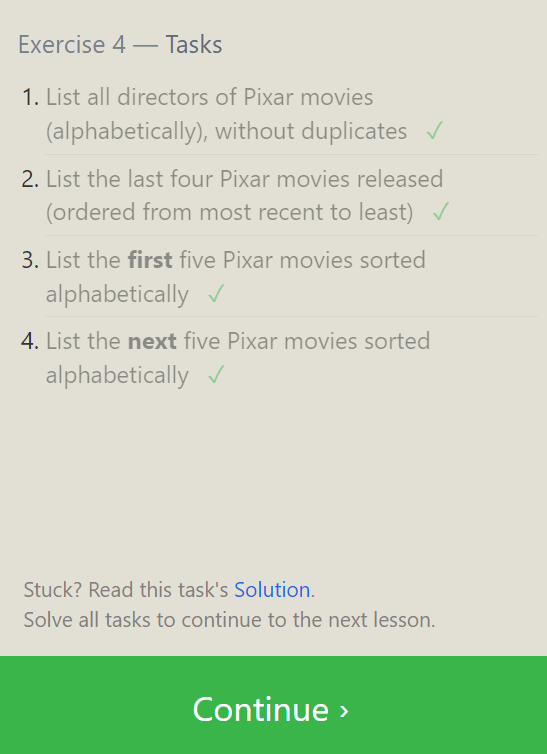 Exercise 4 — Tasks
1. List all directors of Pixar movies
(alphabetically), without duplicates ✓
2. List the last four Pixar movies released
(ordered from most recent to least) ✓
3. List the first five Pixar movies sorted
alphabetically ✓
4. List the next five Pixar movies sorted
alphabetically ✓
Stuck? Read this task's Solution.
Solve all tasks to continue to the next lesson.
Continue ›